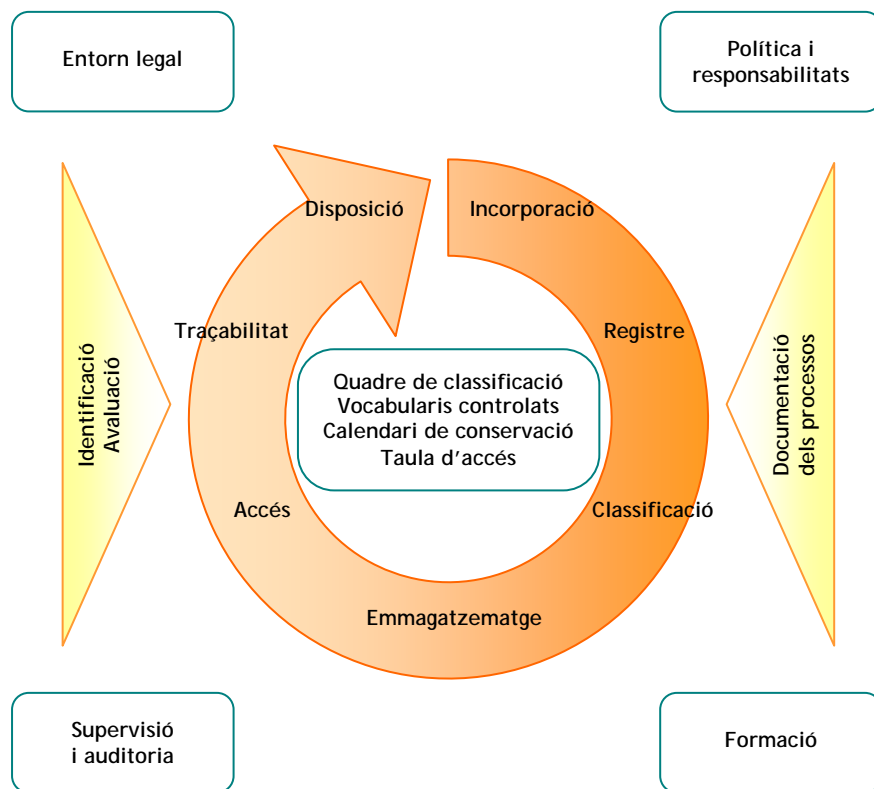 Entorn legal
Política i
responsabilitats
Disposició
Incorporació
Traçabilitat
Registre
Identificació
Avaluació
Quadre de classificació
Vocabularis controlats
Calendari de conservació
Taula d'accés
Documentació
dels processos
Accés
Classificació
Emmagatzematge
Supervisió
i auditoria
Formació